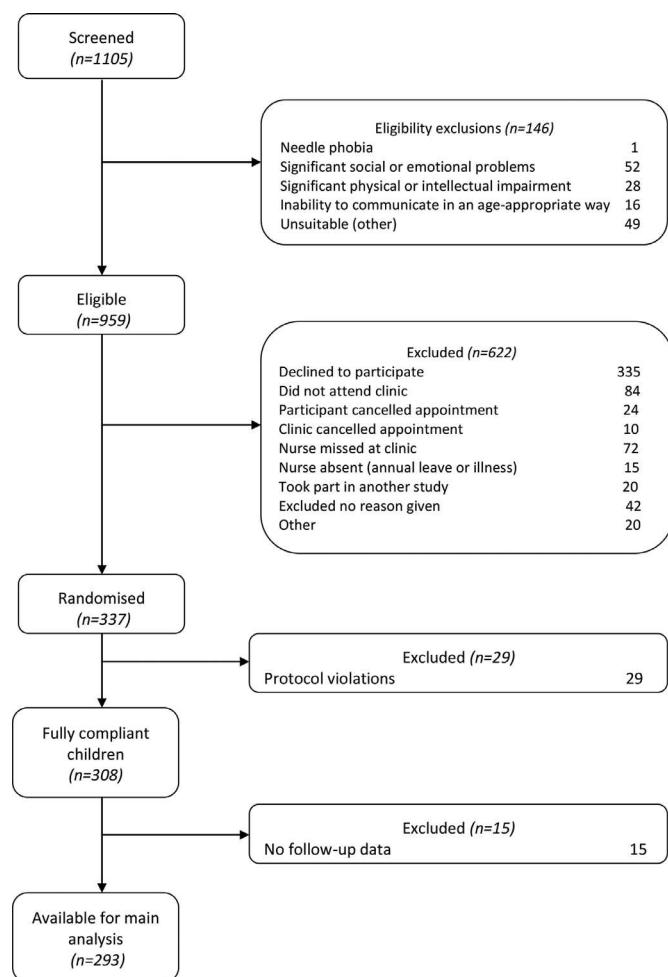 Screened
(n=1105)
Eligibility exclusions (n=146)
Needle phobia 1
Significant social or emotional problems 52
Significant physical or intellectual impairment 28
Inability to communicate in an age-appropriate way 16
Unsuitable (other) 49
Eligible
(n=959)
Excluded (n=622)
Declined to participate 335
Did not attend clinic 84
Participant cancelled appointment 24
Clinic cancelled appointment 10
Nurse missed at clinic 72
Nurse absent (annual leave or illness) 15
Took part in another study 20
Excluded no reason given 42
Other 20
Randomised
(n=337)
Excluded (n=29)
Protocol violations 29
Fully compliant
children
(n=308)
Excluded (n=15)
No follow-up data 15
Available for main
analysis
(n=293)